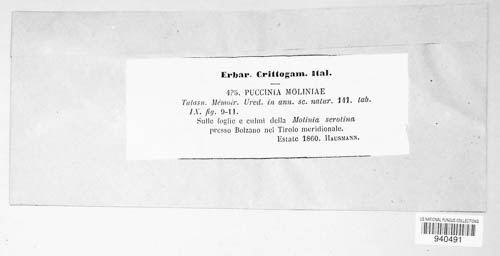 Erbar. Crittogam. Ital.
475. PUCCINIA MOLINIAE
Tulasn. Mémoir. Ured. in ann. sc. natur. 141. tab.
IX. fig. 9-11.
Sulle foglie e culmi della Molinia serotina
presso Bolzano nel Tirolo meridionale.
Estate 1860. HAUSMANN.
US NATIONAL FUNGUS COLLECTIONS
940491